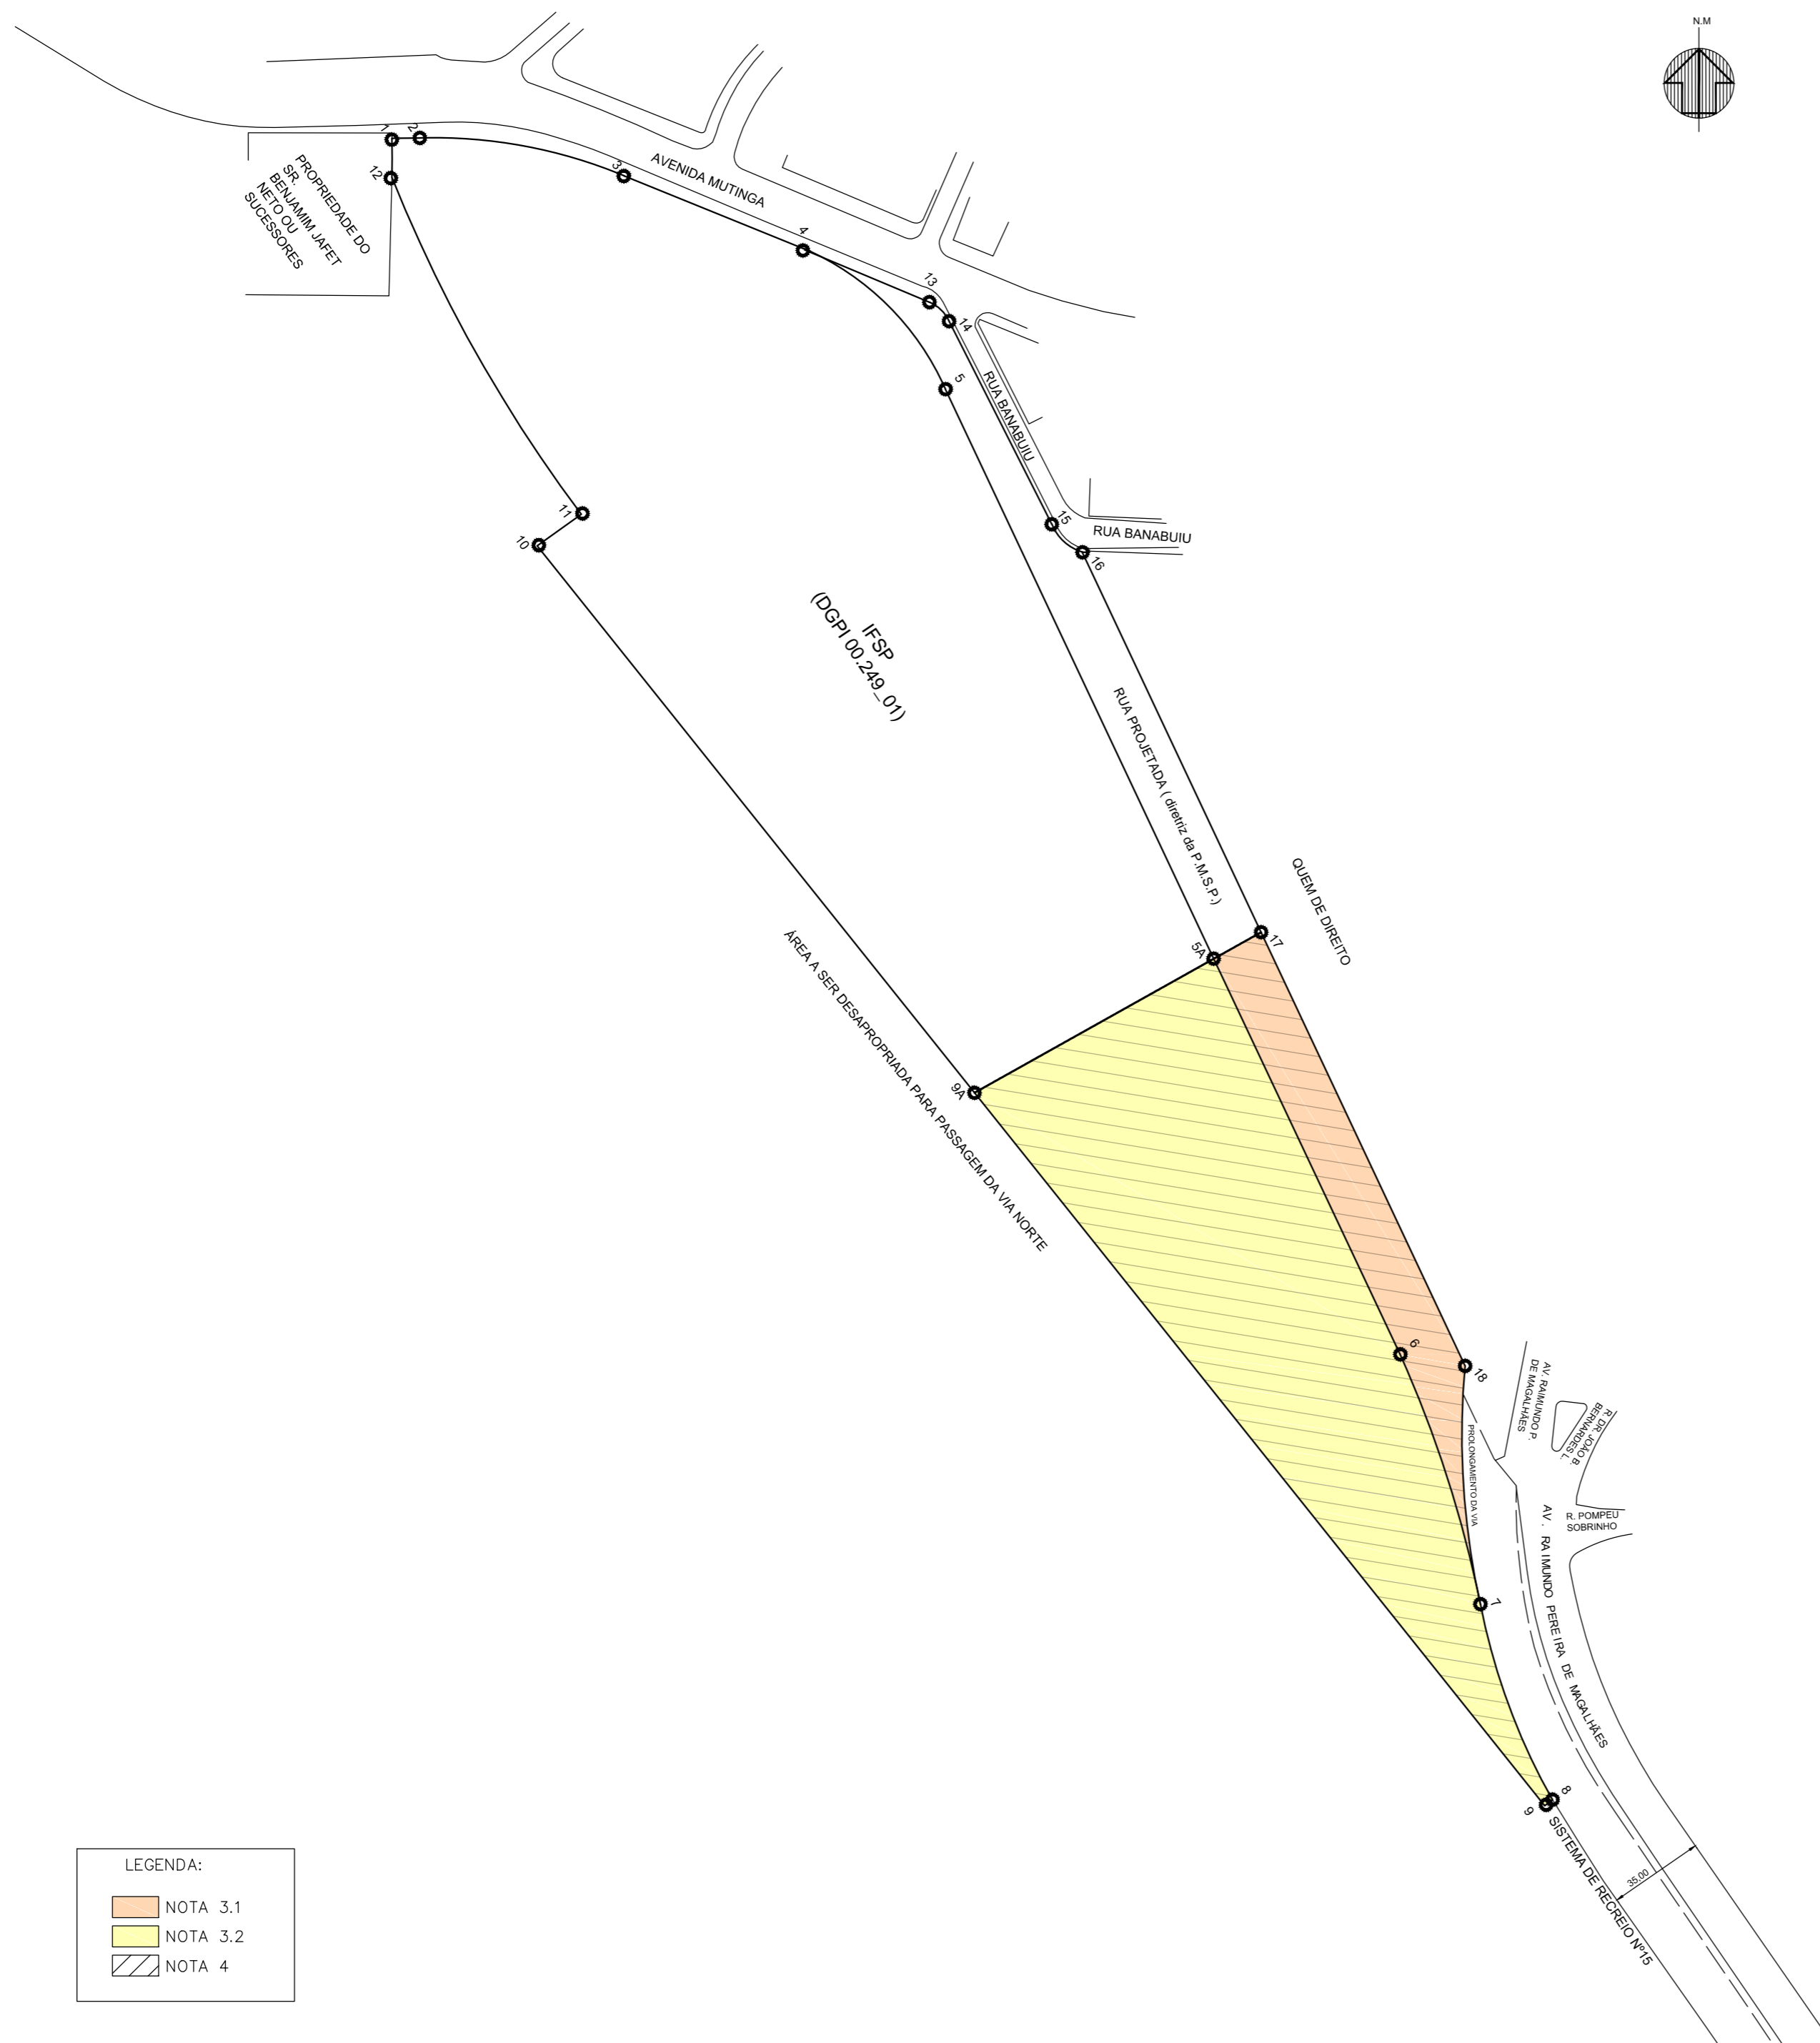 N.M
1
2
12
3
PROPRIEDADE DO
SR.
BENJAMIM JAFET
NETO OU
SUCESSORES
AVENIDA MUTINGA
4
13
14
5
RUA BANABUIU
15
RUA BANABUIU
16
11
10
IFSP
(DGPI 00.249_01)
RUA PROJETADA ( diretriz da P.M.S.P.)
QUEM DE DIREITO
17
5A
9A
ÁREA A SER DESAPROPRIADA PARA PASSAGEM DA VIA NORTE
6
18
AV. RAIMUNDO P.
DE MAGALHÃES
R. DR. JOÃO B.
BERNARDES L.
PROLONGAMENTO DA VIA
R. POMPEU
SOBRINHO
AV. RAIMUNDO PEREIRA DE MAGALHÃES
7
8
9
SISTEMA DE RECREIO Nº15
35,00
LEGENDA:
NOTA 3.1
NOTA 3.2
NOTA 4